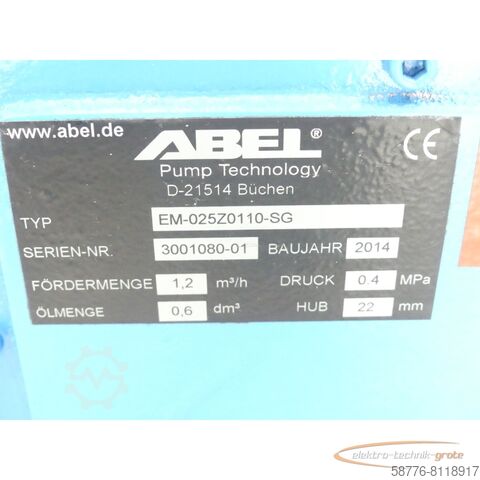 www.abel.de
ABEL®
CE
Pump Technology
D-21514 Büchen
TYP EM-025Z0110-SG
SERIEN-NR. 3001080-01 BAUJAHR 2014
FÖRDERMENGE 1,2 m³/h DRUCK 0.4 MPa
ÖLMENGE 0,6 dm³ HUB 22 mm
elektro-technik-grote
58776-8118917